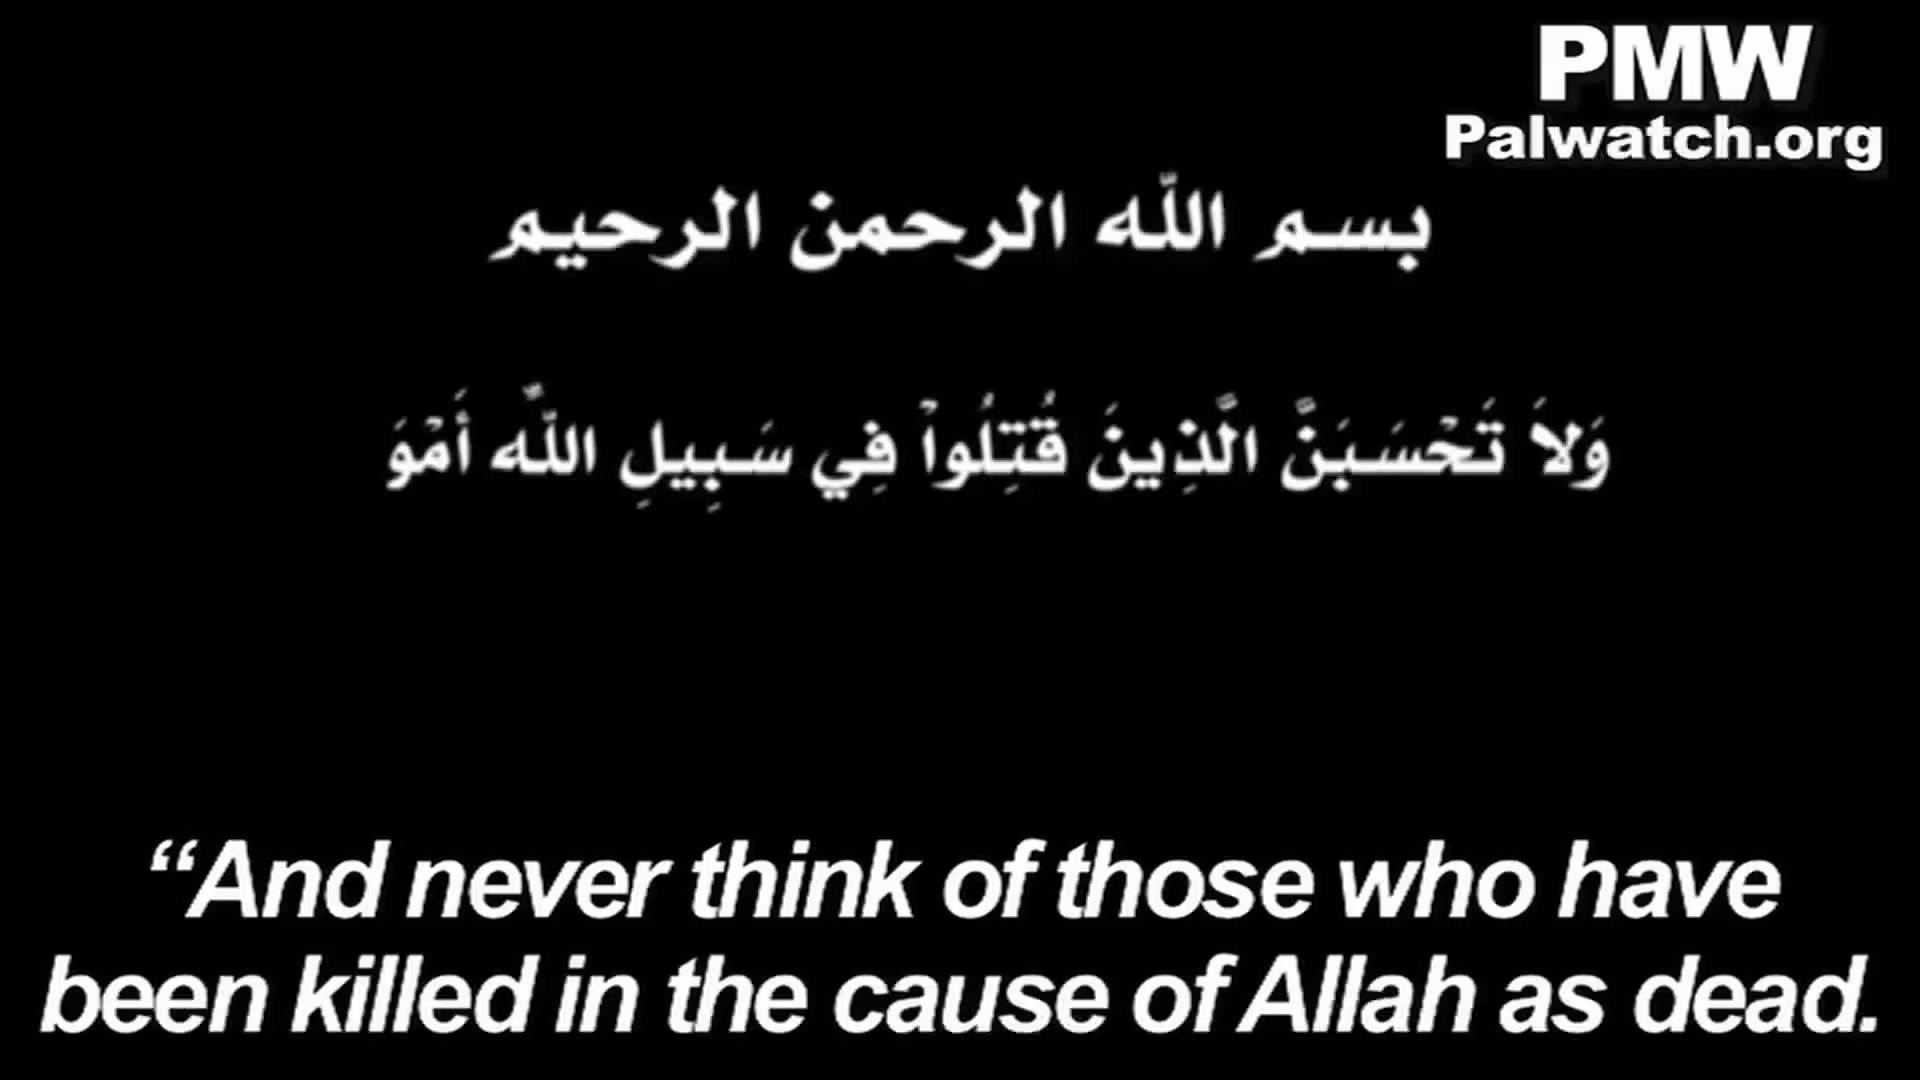 PMW
Palwatch.org
بسم الله الرحمن الرحيم
وَلاَ تَحْسَبَنَّ الَّذِينَ قُتِلُواْ فِي سَبِيلِ اللَّه أَمْوَ
“And never think of those who have
been killed in the cause of Allah as dead.